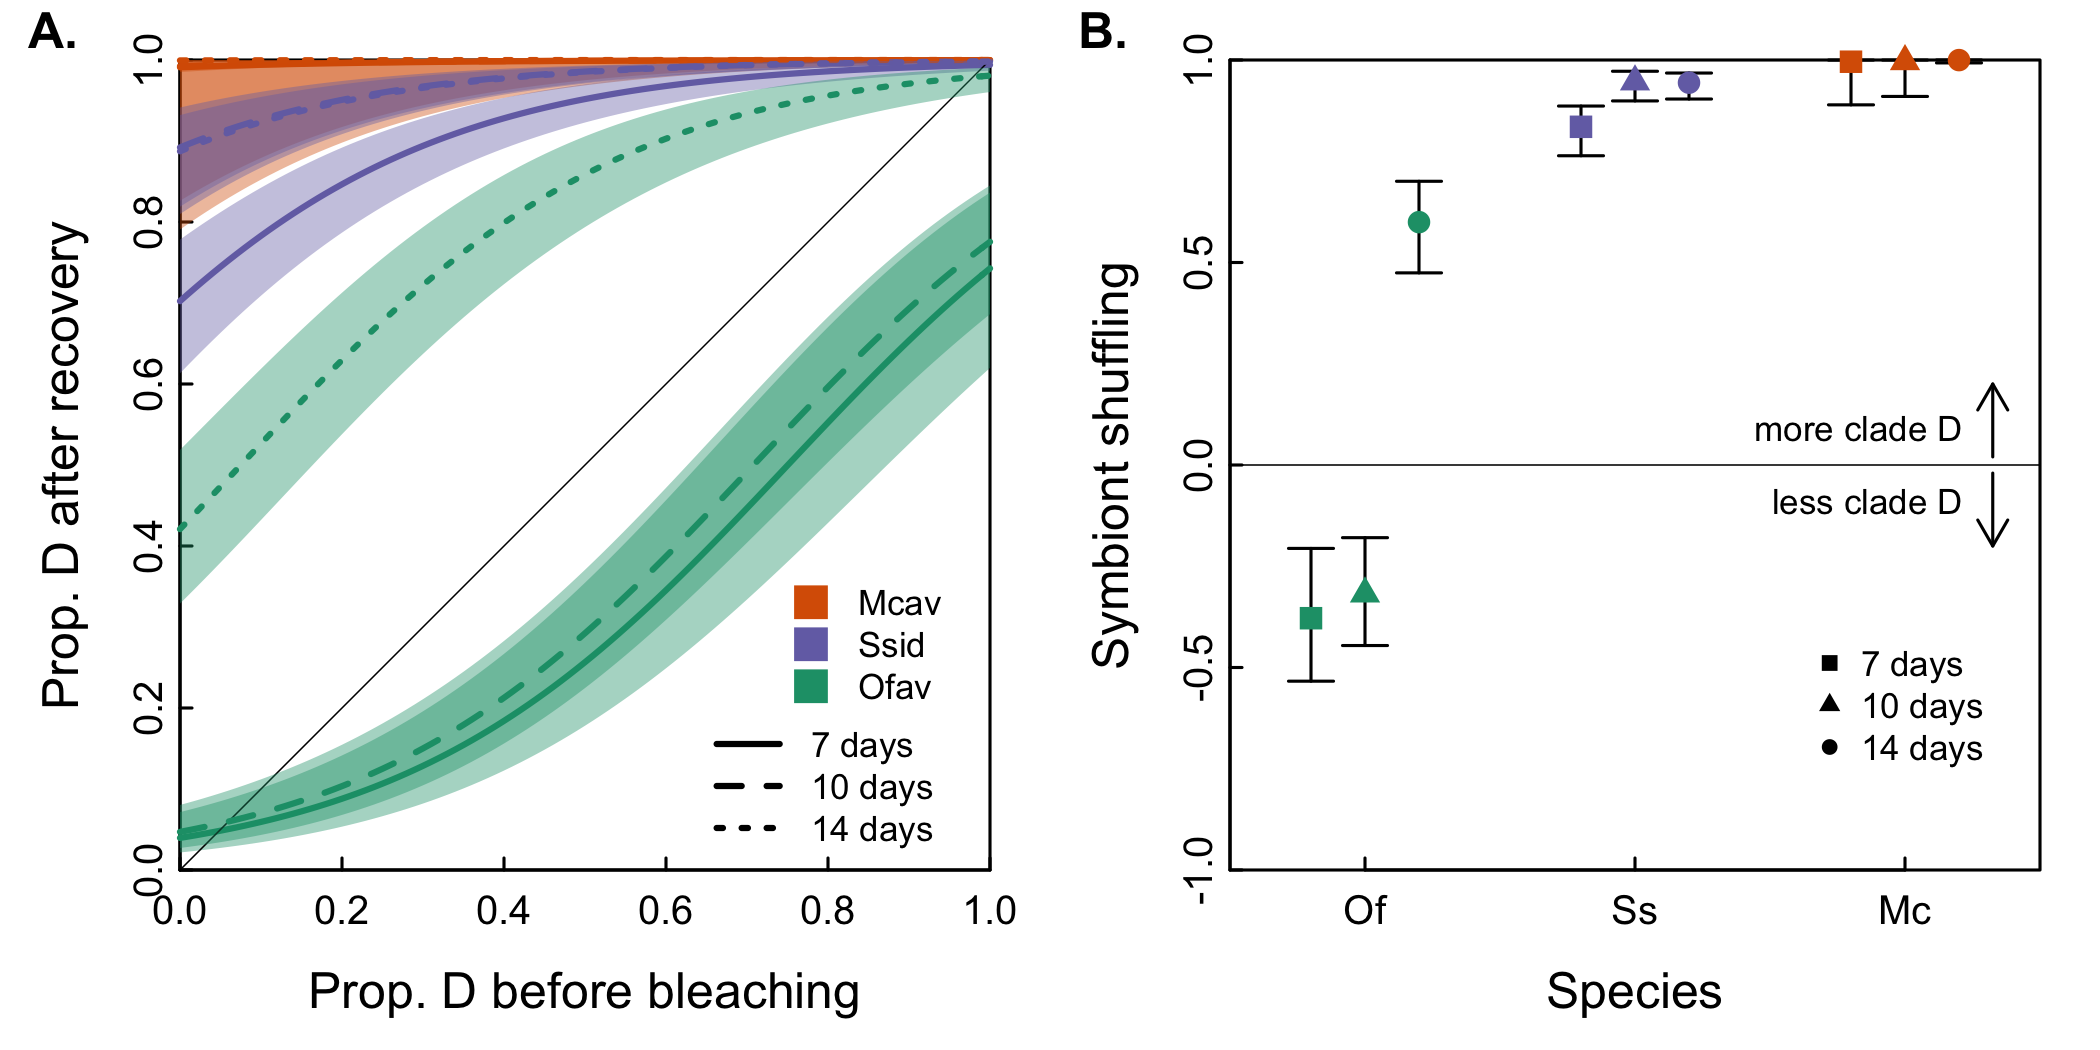 A.
Prop. D after recovery
1.0
0.8
0.6
0.4
0.2
0.0
0.0 0.2 0.4 0.6 0.8 1.0
Prop. D before bleaching
Mcav
Ssid
Ofav
7 days
10 days
14 days
B.
Symbiont shuffling
1.0
0.5
0.0
-0.5
-1.0
more clade D
less clade D
7 days
10 days
14 days
Of Ss Mc
Species